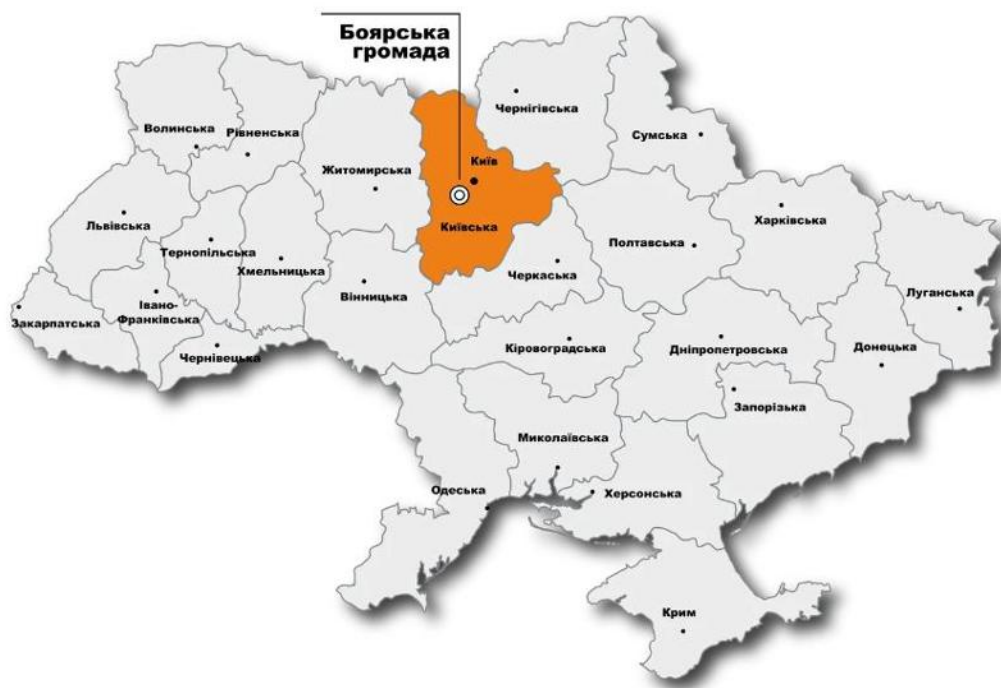 Боярська
громада
Чернігівська
Волинська
Рівненська
Сумська
Київ
Житомирська
Львівська
Харківська
Київська
Тернопільська
Полтавська
Хмельницька
Черкаська
Вінницька
Луганська
Івано-
Франківська
Закарпатська
Чернівецька
Кіровоградська
Дніпропетровська
Донецька
Запорізька
Миколаївська
Одеська
Херсонська
Крим